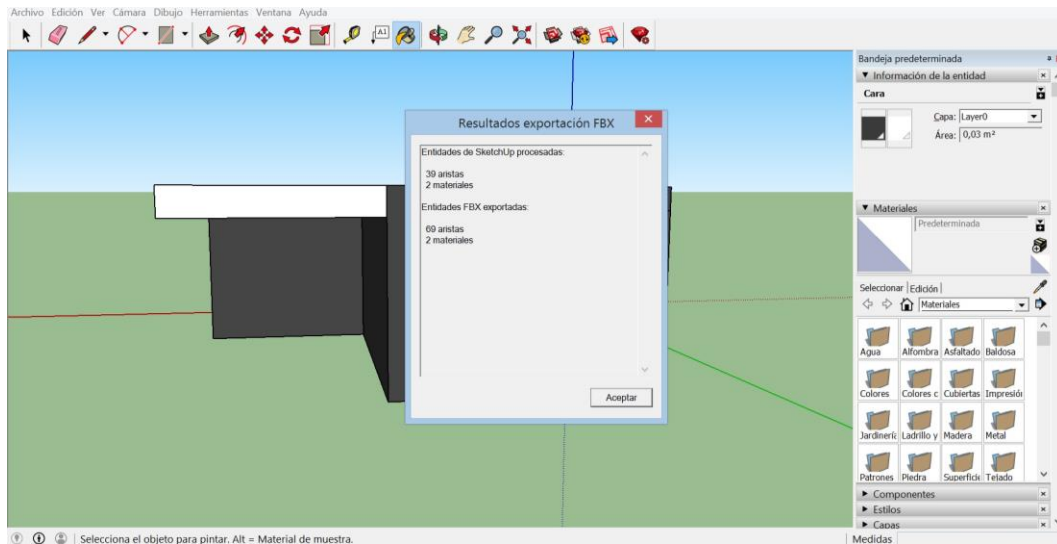 Archivo Edición Ver Cámara Dibujo Herramientas Ventana Ayuda
A1
Bandeja predeterminada
Información de la entidad
Cara
Capa: Layer0
Área: 0,03 m²
Resultados exportación FBX
Entidades de SketchUp procesadas:
39 aristas
2 materiales
Entidades FBX exportadas:
69 aristas
2 materiales
Aceptar
Materiales
Predeterminada
Seleccionar Edición
Materiales
Agua Alfombra Asfaltado Baldosa
Colores Colores c Cubiertas Impresión
Jardinería Ladrillo y Madera Metal
Patrones Piedra Superficie Tejado
Componentes
Estilos
Capas
Selecciona el objeto para pintar. Alt = Material de muestra.
Medidas